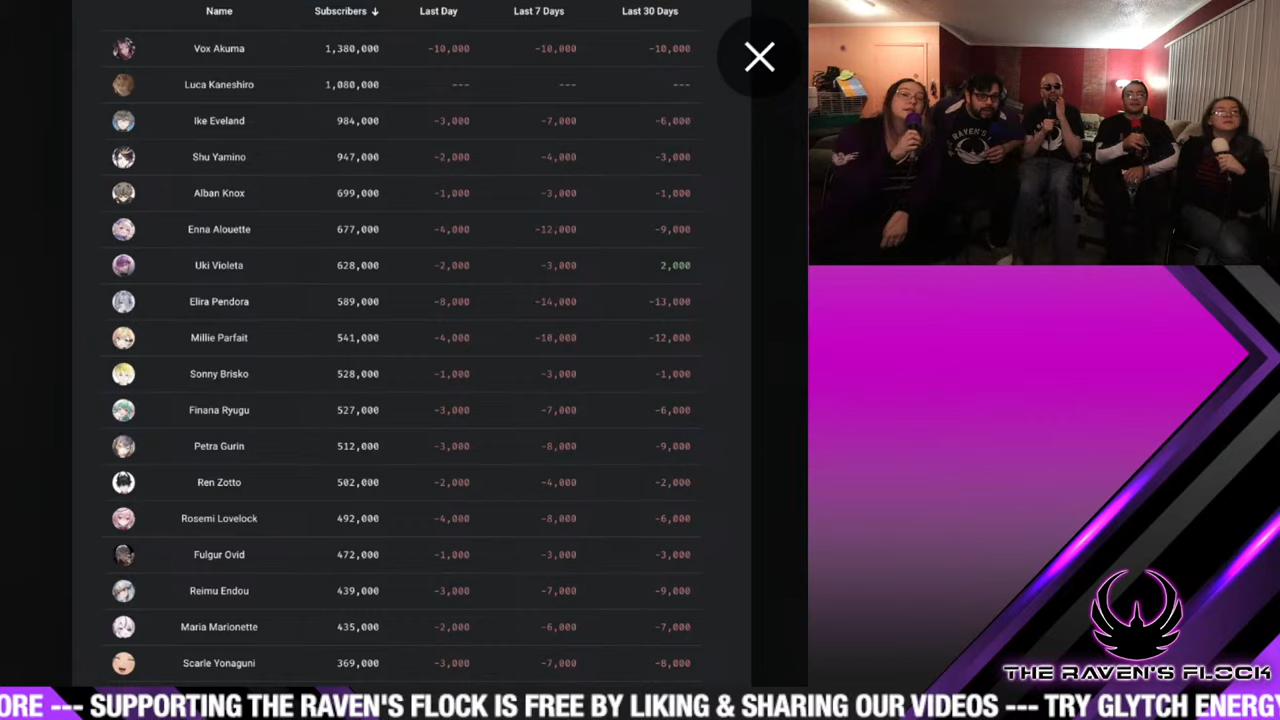 Name Subscribers ↓ Last Day Last 7 Days Last 30 Days
Vox Akuma 1,380,000 -10,000 -10,000 -10,000
Luca Kaneshiro 1,080,000 --- --- ---
Ike Eveland 984,000 -3,000 -7,000 -6,000
Shu Yamino 947,000 -2,000 -4,000 -3,000
Alban Knox 699,000 -1,000 -3,000 -1,000
Enna Alouette 677,000 -4,000 -12,000 -9,000
Uki Violeta 628,000 -2,000 -3,000 2,000
Elira Pendora 589,000 -8,000 -14,000 -13,000
Millie Parfait 541,000 -4,000 -10,000 -12,000
Sonny Brisko 528,000 -1,000 -3,000 -1,000
Finana Ryugu 527,000 -3,000 -7,000 -6,000
Petra Gurin 512,000 -3,000 -8,000 -9,000
Ren Zotto 502,000 -2,000 -4,000 -2,000
Rosemi Lovelock 492,000 -4,000 -8,000 -6,000
Fulgur Ovid 472,000 -1,000 -3,000 -3,000
Reimu Endou 439,000 -3,000 -7,000 -9,000
Maria Marionette 435,000 -2,000 -6,000 -7,000
Scarle Yonaguni 369,000 -3,000 -7,000 -8,000
THE RAVEN'S FLOCK
ORE --- SUPPORTING THE RAVEN'S FLOCK IS FREE BY LIKING & SHARING OUR VIDEOS --- TRY GLYTCH ENERG